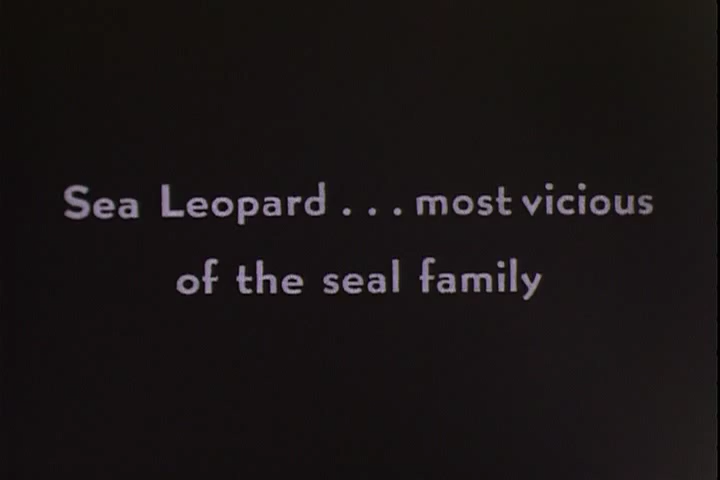 Sea Leopard . . . most vicious
of the seal family